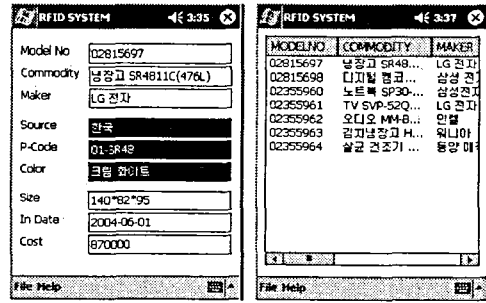 RFID SYSTEM 3:35
Model No 02815697
Commodity 냉장고 SR4811C(476L)
Maker LG 전자
Source 한국
P-Code 01-SR48
Color 크림 화이트
Size 140*82*95
In Date 2004-06-01
Cost 870000
File Help
RFID SYSTEM 3:37
MODELNO COMMODITY MAKER
02815697 냉장고 SR48... LG 전자
02815698 디지털 캠코... 삼성 전
02355960 노트북 SP30-... 삼성전
02355961 TV SVP-52Q... LG 전자
02355962 오디오 MM-B... 인켈
02355963 김치냉장고 H... 위니아
02355964 살균 건조기 ... 동양
File Help